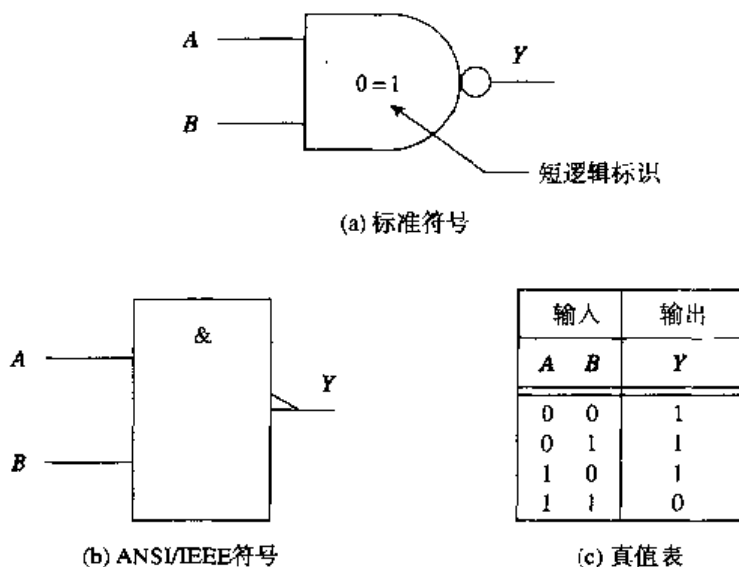 A
B
0=1
Y
短逻辑标识
(a) 标准符号
A
B
&
Y
(b) ANSI/IEEE符号
输入 输出
A B Y
0 0 1
0 1 1
1 0 1
1 1 0
(c) 真值表